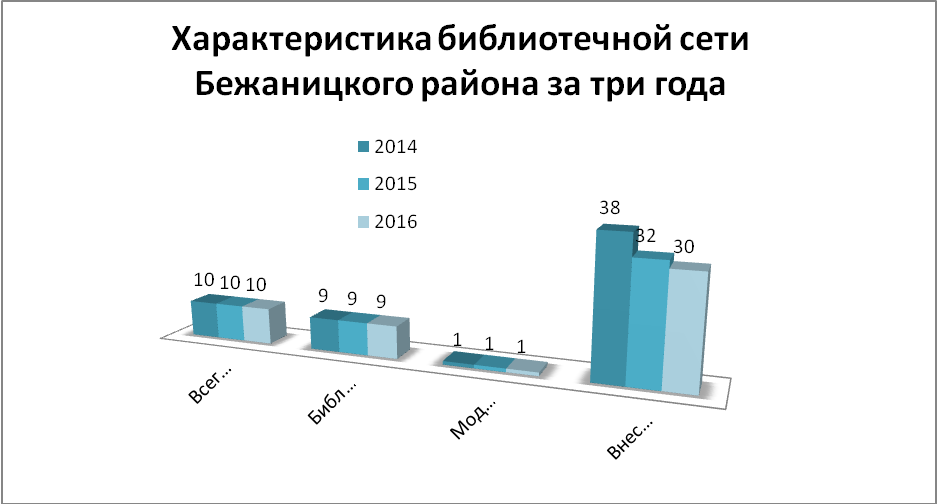 Характеристика библиотечной сети
Бежаницкого района за три года
2014
2015
2016
10 10 10
9 9 9
1 1 1
38 32 30
Всег...
Библ...
Мод...
Внес...